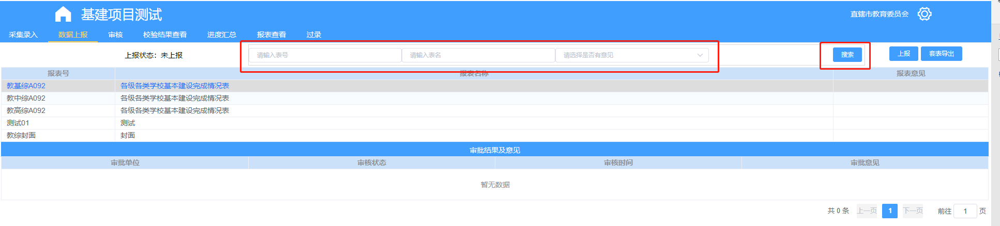 基建项目测试
直辖市教育委员会
采集录入 数据上报 审核 校验结果查看 进度汇总 报表查看 过录
上报状态：未上报 请输入表号 请输入表名 请选择是否有意见 搜索 上报 套表导出
报表号 报表名称 报表意见
教基综A092 各级各类学校基本建设完成情况表
教中综A092 各级各类学校基本建设完成情况表
教高综A092 各级各类学校基本建设完成情况表
测试01 测试
教综封面 封面
审批结果及意见
审批单位 审核状态 审核时间 审批意见
暂无数据
共 0 条 上一页 1 下一页 前往 1 页